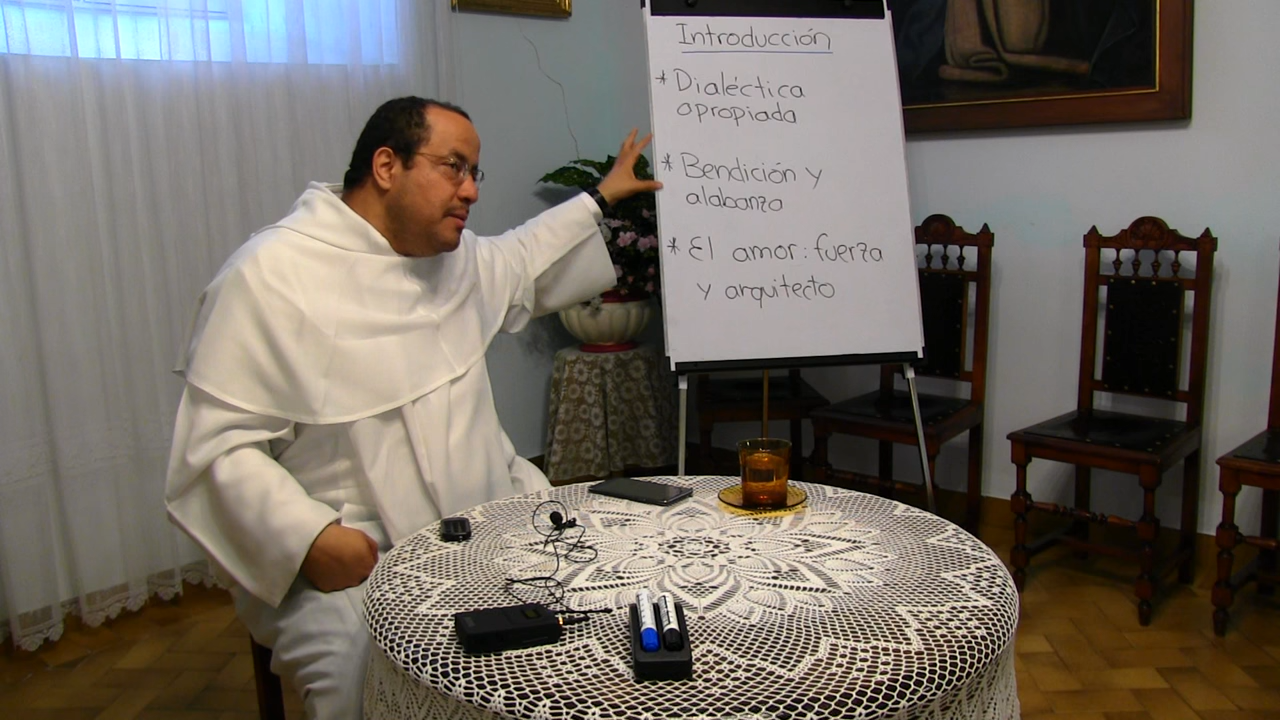 Introducción
* Dialéctica
apropiada
* Bendición y
alabanza
* El amor: fuerza
y arquitecto